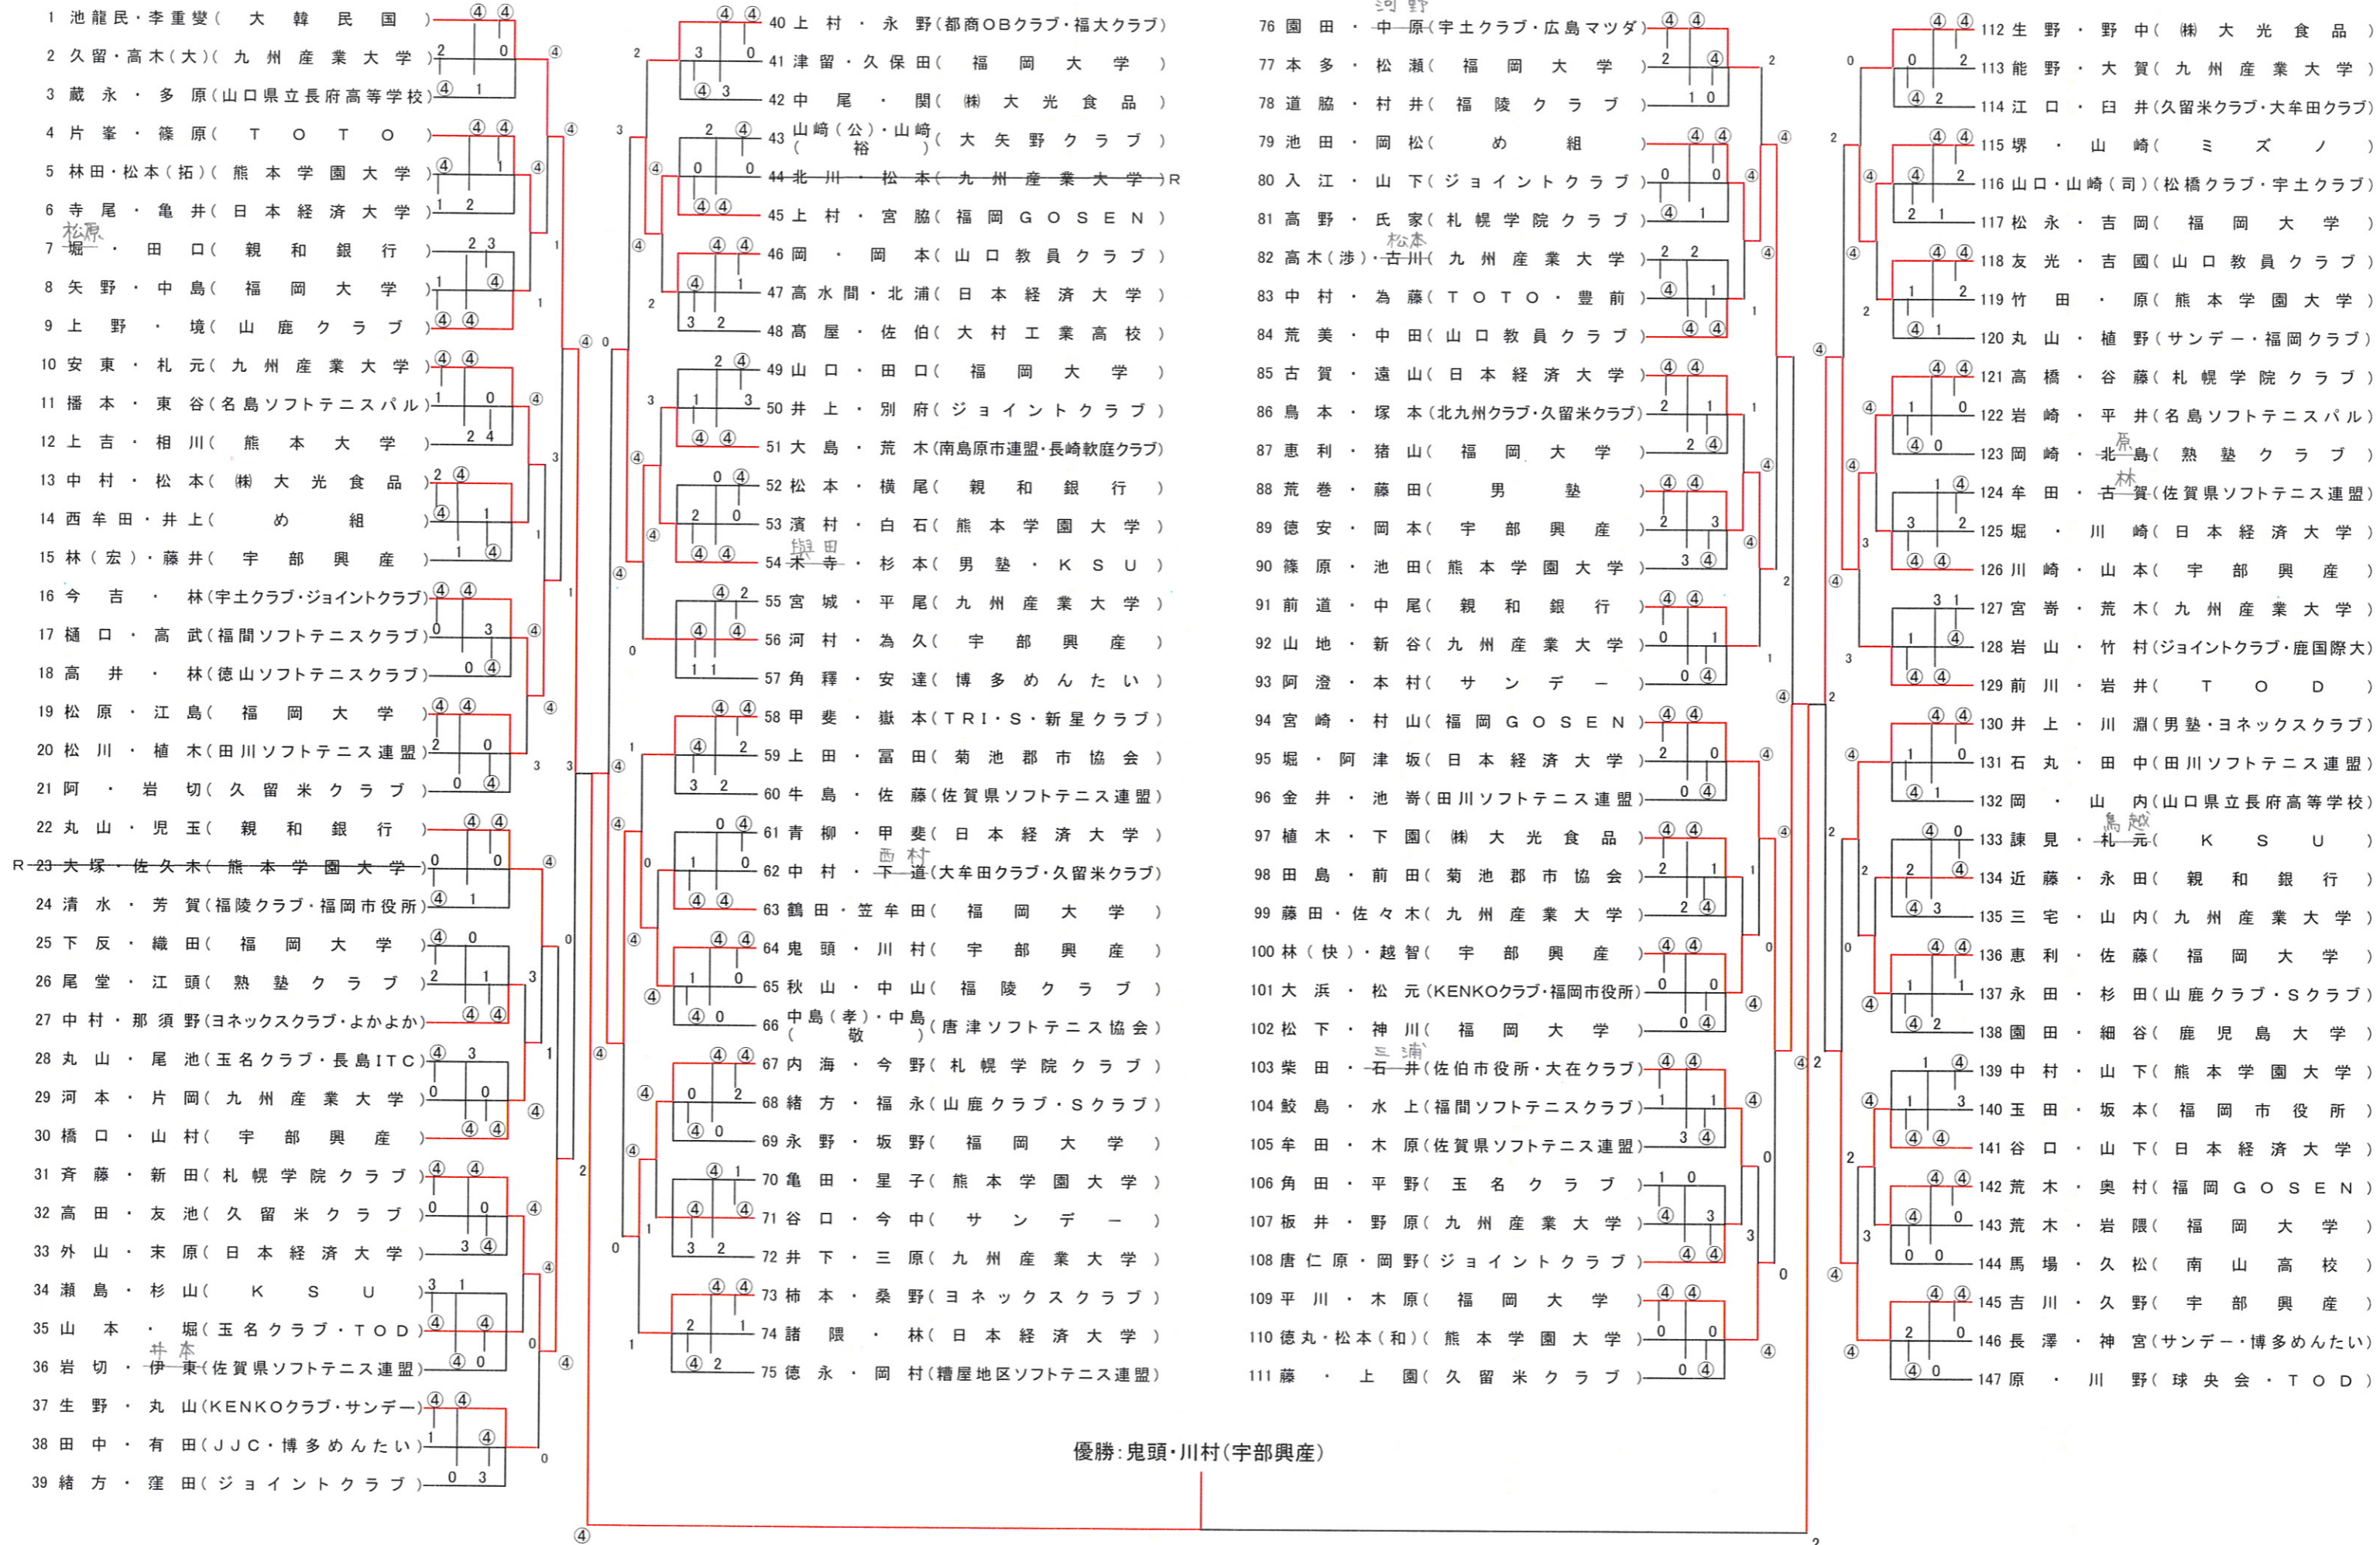 1 池龍民・李重燮(大韓民国)
2 久留・高木(大)(九州産業大学)
3 蔵永・多原(山口県立長府高等学校)
4 片峯・篠原(TOTO)
5 林田・松本(拓)(熊本学園大学)
6 寺尾・亀井(日本経済大学)
松原
7 堀・田口(親和銀行)
8 矢野・中島(福岡大学)
9 上野・境(山鹿クラブ)
10 安東・札元(九州産業大学)
11 播本・東谷(名島ソフトテニスパル)
12 上吉・相川(熊本大学)
13 中村・松本(㈱大光食品)
14 西牟田・井上(め組)
15 林(宏)・藤井(宇部興産)
16 今吉・林(宇土クラブ・ジョイントクラブ)
17 樋口・高武(福間ソフトテニスクラブ)
18 高井・林(徳山ソフトテニスクラブ)
19 松原・江島(福岡大学)
20 松川・植木(田川ソフトテニス連盟)
21 阿・岩切(久留米クラブ)
22 丸山・児玉(親和銀行)
R 23 大塚・佐久木(熊本学園大学)
24 清水・芳賀(福陵クラブ・福岡市役所)
25 下反・織田(福岡大学)
26 尾堂・江頭(熟塾クラブ)
27 中村・那須野(ヨネックスクラブ・よかよか)
28 丸山・尾池(玉名クラブ・長島ITC)
29 河本・片岡(九州産業大学)
30 橋口・山村(宇部興産)
31 斉藤・新田(札幌学院クラブ)
32 高田・友池(久留米クラブ)
33 外山・末原(日本経済大学)
34 瀬島・杉山(KSU)
35 山本・堀(玉名クラブ・TOD)
井本
36 岩切・伊東(佐賀県ソフトテニス連盟)
37 生野・丸山(KENKOクラブ・サンデー)
38 田中・有田(JJC・博多めんたい)
39 緒方・窪田(ジョイントクラブ)
40 上村・永野(都商OBクラブ・福大クラブ)
41 津留・久保田(福岡大学)
42 中尾・関(㈱大光食品)
43 山﨑(公)・山﨑(裕)(大矢野クラブ)
44 北川・松本(九州産業大学)R
45 上村・宮脇(福岡GOSEN)
46 岡・岡本(山口教員クラブ)
47 高水間・北浦(日本経済大学)
48 髙屋・佐伯(大村工業高校)
49 山口・田口(福岡大学)
50 井上・別府(ジョイントクラブ)
51 大島・荒木(南島原市連盟・長崎軟庭クラブ)
52 松本・横尾(親和銀行)
53 濱村・白石(熊本学園大学)
與田
54 木寺・杉本(男塾・KSU)
55 宮城・平尾(九州産業大学)
56 河村・為久(宇部興産)
57 角釋・安達(博多めんたい)
58 甲斐・嶽本(TRI・S・新星クラブ)
59 上田・冨田(菊池郡市協会)
60 牛島・佐藤(佐賀県ソフトテニス連盟)
61 青柳・甲斐(日本経済大学)
西村
62 中村・下道(大牟田クラブ・久留米クラブ)
63 鶴田・笠牟田(福岡大学)
64 鬼頭・川村(宇部興産)
65 秋山・中山(福陵クラブ)
66 中島(孝)・中島(敬)(唐津ソフトテニス協会)
67 内海・今野(札幌学院クラブ)
68 緒方・福永(山鹿クラブ・Sクラブ)
69 永野・坂野(福岡大学)
70 亀田・星子(熊本学園大学)
71 谷口・今中(サンデー)
72 井下・三原(九州産業大学)
73 柿本・桑野(ヨネックスクラブ)
74 諸隈・林(日本経済大学)
75 徳永・岡村(糟屋地区ソフトテニス連盟)
河野
76 園田・中原(宇土クラブ・広島マツダ)
77 本多・松瀬(福岡大学)
78 道脇・村井(福陵クラブ)
79 池田・岡松(め組)
80 入江・山下(ジョイントクラブ)
81 高野・氏家(札幌学院クラブ)
松本
82 高木(渉)・古川(九州産業大学)
83 中村・為藤(TOTO・豊前)
84 荒美・中田(山口教員クラブ)
85 古賀・遠山(日本経済大学)
86 鳥本・塚本(北九州クラブ・久留米クラブ)
87 恵利・猪山(福岡大学)
88 荒巻・藤田(男塾)
89 徳安・岡本(宇部興産)
90 篠原・池田(熊本学園大学)
91 前道・中尾(親和銀行)
92 山地・新谷(九州産業大学)
93 阿澄・本村(サンデー)
94 宮崎・村山(福岡GOSEN)
95 堀・阿津坂(日本経済大学)
96 金井・池嵜(田川ソフトテニス連盟)
97 植木・下園(㈱大光食品)
98 田島・前田(菊池郡市協会)
99 藤田・佐々木(九州産業大学)
100 林(快)・越智(宇部興産)
101 大浜・松元(KENKOクラブ・福岡市役所)
102 松下・神川(福岡大学)
三浦
103 柴田・石井(佐伯市役所・大在クラブ)
104 鮫島・水上(福間ソフトテニスクラブ)
105 牟田・木原(佐賀県ソフトテニス連盟)
106 角田・平野(玉名クラブ)
107 板井・野原(九州産業大学)
108 唐仁原・岡野(ジョイントクラブ)
109 平川・木原(福岡大学)
110 徳丸・松本(和)(熊本学園大学)
111 藤・上園(久留米クラブ)
112 生野・野中(㈱大光食品)
113 能野・大賀(九州産業大学)
114 江口・臼井(久留米クラブ・大牟田クラブ)
115 堺・山崎(ミズノ)
116 山口・山崎(司)(松橋クラブ・宇土クラブ)
117 松永・吉岡(福岡大学)
118 友光・吉國(山口教員クラブ)
119 竹田・原(熊本学園大学)
120 丸山・植野(サンデー・福岡クラブ)
121 高橋・谷藤(札幌学院クラブ)
122 岩崎・平井(名島ソフトテニスパル)
原
123 岡崎・北島(熟塾クラブ)
林
124 牟田・古賀(佐賀県ソフトテニス連盟)
125 堀・川崎(日本経済大学)
126 川崎・山本(宇部興産)
127 宮嵜・荒木(九州産業大学)
128 岩山・竹村(ジョイントクラブ・鹿国際大)
129 前川・岩井(TOD)
130 井上・川淵(男塾・ヨネックスクラブ)
131 石丸・田中(田川ソフトテニス連盟)
132 岡・山内(山口県立長府高等学校)
鳥越
133 諫見・札元(KSU)
134 近藤・永田(親和銀行)
135 三宅・山内(九州産業大学)
136 恵利・佐藤(福岡大学)
137 永田・杉田(山鹿クラブ・Sクラブ)
138 園田・細谷(鹿児島大学)
139 中村・山下(熊本学園大学)
140 玉田・坂本(福岡市役所)
141 谷口・山下(日本経済大学)
142 荒木・奥村(福岡GOSEN)
143 荒木・岩隈(福岡大学)
144 馬場・久松(南山高校)
145 吉川・久野(宇部興産)
146 長澤・神宮(サンデー・博多めんたい)
147 原・川野(球央会・TOD)
優勝:鬼頭・川村(宇部興産)
④
2